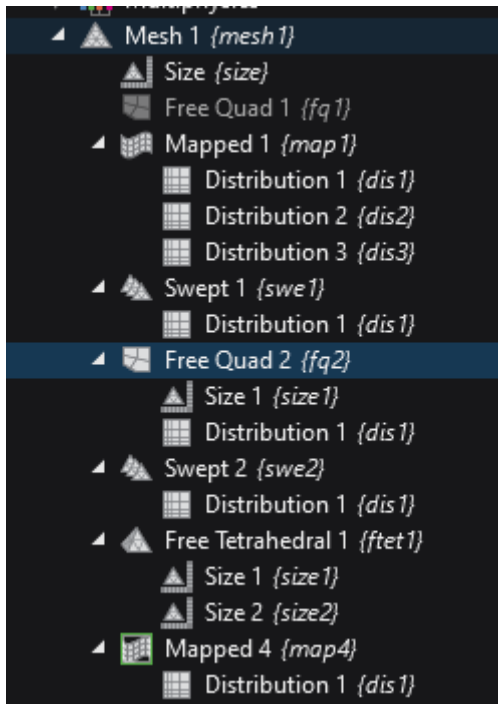 Mesh 1 {mesh1}
Size {size}
Free Quad 1 {fq1}
Mapped 1 {map1}
Distribution 1 {dis1}
Distribution 2 {dis2}
Distribution 3 {dis3}
Swept 1 {swe1}
Distribution 1 {dis1}
Free Quad 2 {fq2}
Size 1 {size1}
Distribution 1 {dis1}
Swept 2 {swe2}
Distribution 1 {dis1}
Free Tetrahedral 1 {ftet1}
Size 1 {size1}
Size 2 {size2}
Mapped 4 {map4}
Distribution 1 {dis1}